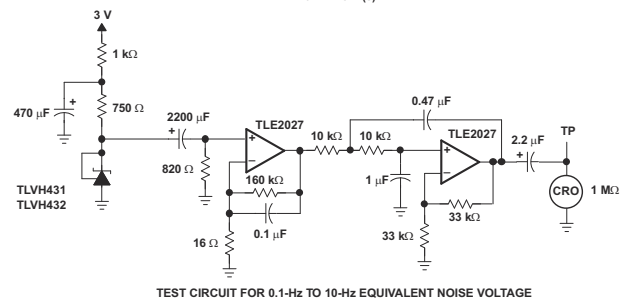 3 V
1 kΩ
470 μF
+
750 Ω
2200 μF
+
820 Ω
TLVH431
TLVH432
TLE2027
+
−
160 kΩ
0.1 μF
16 Ω
10 kΩ
10 kΩ
0.47 μF
1 μF
TLE2027
+
−
33 kΩ
33 kΩ
2.2 μF
+
TP
CRO
1 MΩ
TEST CIRCUIT FOR 0.1-Hz TO 10-Hz EQUIVALENT NOISE VOLTAGE